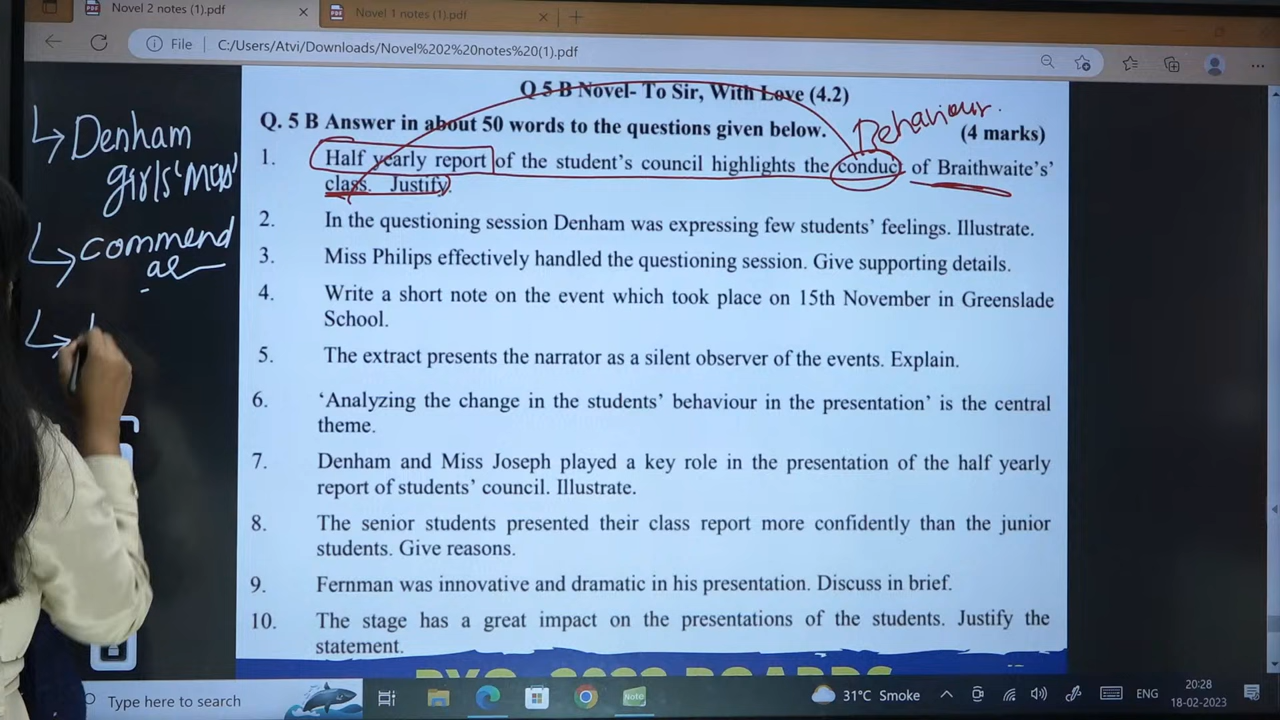 Novel 2 notes (1).pdf
Novel 1 notes (1).pdf
File
C:/Users/Atvi/Downloads/Novel%202%20notes%20(1).pdf
Q 5 B Novel- To Sir, With Love (4.2)
Q. 5 B Answer in about 50 words to the questions given below.
Behaviour.
(4 marks)
1. Half yearly report of the student's council highlights the conduc of Braithwaite's'
class. Justify.
2. In the questioning session Denham was expressing few students' feelings. Illustrate.
3. Miss Philips effectively handled the questioning session. Give supporting details.
4. Write a short note on the event which took place on 15th November in Greenslade
School.
5. The extract presents the narrator as a silent observer of the events. Explain.
6. 'Analyzing the change in the students' behaviour in the presentation' is the central
theme.
7. Denham and Miss Joseph played a key role in the presentation of the half yearly
report of students' council. Illustrate.
8. The senior students presented their class report more confidently than the junior
students. Give reasons.
9. Fernman was innovative and dramatic in his presentation. Discuss in brief.
10. The stage has a great impact on the presentations of the students. Justify the
statement.
Denham
girls
commend
Type here to search
Note
31°C Smoke
ENG
20:28
18-02-2023